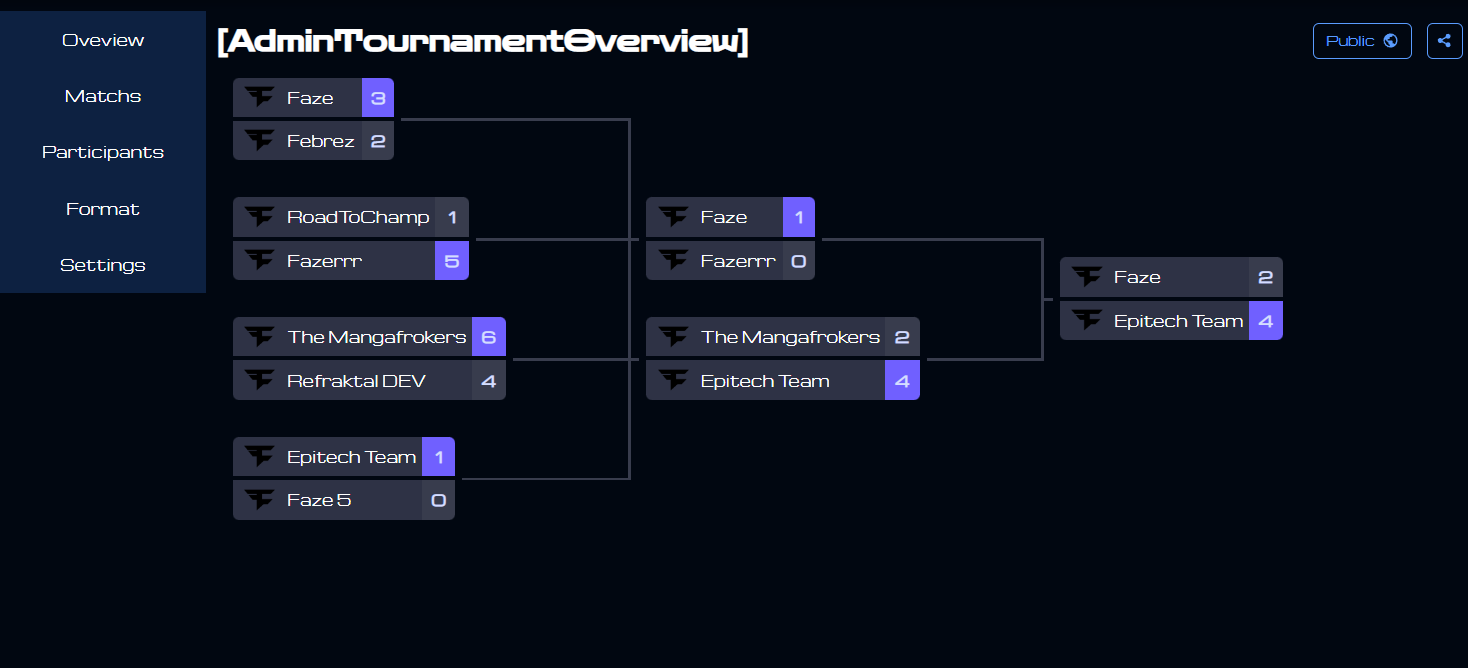 Oveview
Matchs
Participants
Format
Settings
[AdminTournamentOverview]
Public
Faze 3
Febrez 2
RoadToChamp 1
Fazerrr 5
The Mangafrokers 6
Refraktal DEV 4
Epitech Team 1
Faze 5 0
Faze 1
Fazerrr 0
The Mangafrokers 2
Epitech Team 4
Faze 2
Epitech Team 4